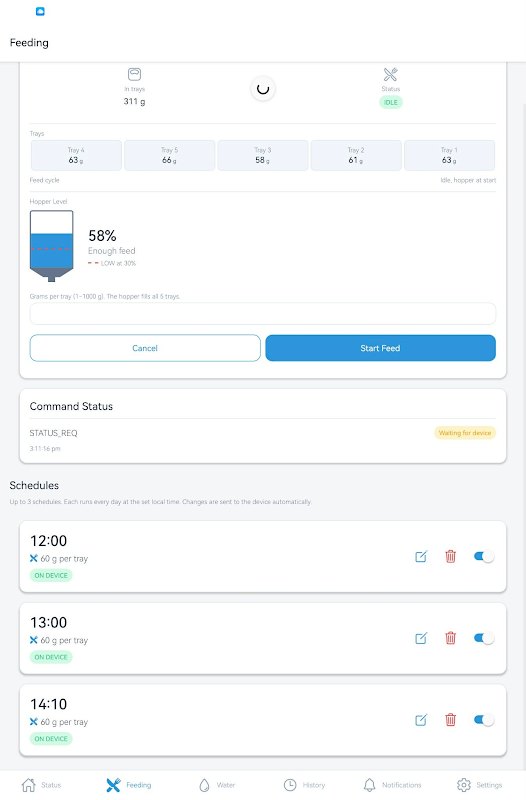 Feeding
In trays
311 g
Status
IDLE
Trays
Tray 4
63 g
Tray 5
66 g
Tray 3
58 g
Tray 2
61 g
Tray 1
63 g
Feed cycle
Idle, hopper at start
Hopper Level
58%
Enough feed
LOW at 30%
Grams per tray (1–1000 g). The hopper fills all 5 trays.
Cancel
Start Feed
Command Status
STATUS_REQ
Waiting for device
3:11:16 pm
Schedules
Up to 3 schedules. Each runs every day at the set local time. Changes are sent to the device automatically.
12:00
60 g per tray
ON DEVICE
13:00
60 g per tray
ON DEVICE
14:10
60 g per tray
ON DEVICE
Status
Feeding
Water
History
Notifications
Settings